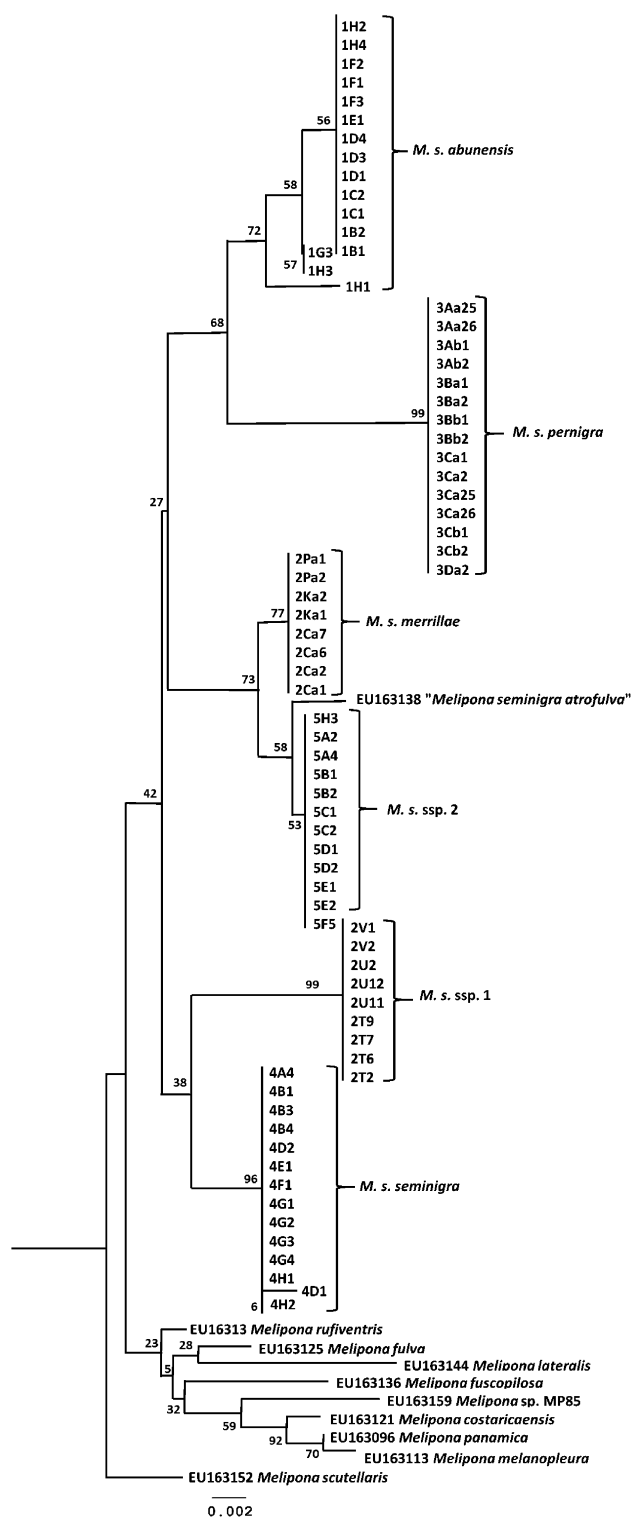 1H2
1H4
1F2
1F1
1F3
1E1
56
1D4
M. s. abunensis
1D3
1D1
58
1C2
1C1
72
1B2
1G3 1B1
57 1H3
1H1
3Aa25
68
3Aa26
3Ab1
3Ab2
3Ba1
3Ba2
99
3Bb1
M. s. pernigra
3Bb2
3Ca1
3Ca2
3Ca25
27
3Ca26
3Cb1
3Cb2
3Da2
2Pa1
2Pa2
2Ka2
77
2Ka1
M. s. merrillae
2Ca7
2Ca6
2Ca2
73
2Ca1
EU163138 "Melipona seminigra atrofulva"
5H3
5A2
58
5A4
5B1
5B2
42
5C1
M. s. ssp. 2
53
5C2
5D1
5D2
5E1
5E2
5F5
2V1
2V2
2U2
99
2U12
M. s. ssp. 1
2U11
2T9
2T7
2T6
2T2
4A4
38
4B1
4B3
4B4
4D2
4E1
96
4F1
M. s. seminigra
4G1
4G2
4G3
4G4
4H1
4D1
6
4H2
EU16313 Melipona rufiventris
23
28
EU163125 Melipona fulva
5
EU163144 Melipona lateralis
EU163136 Melipona fuscopilosa
32
EU163159 Melipona sp. MP85
59
EU163121 Melipona costaricaensis
92
EU163096 Melipona panamica
70
EU163113 Melipona melanopleura
EU163152 Melipona scutellaris
0.002